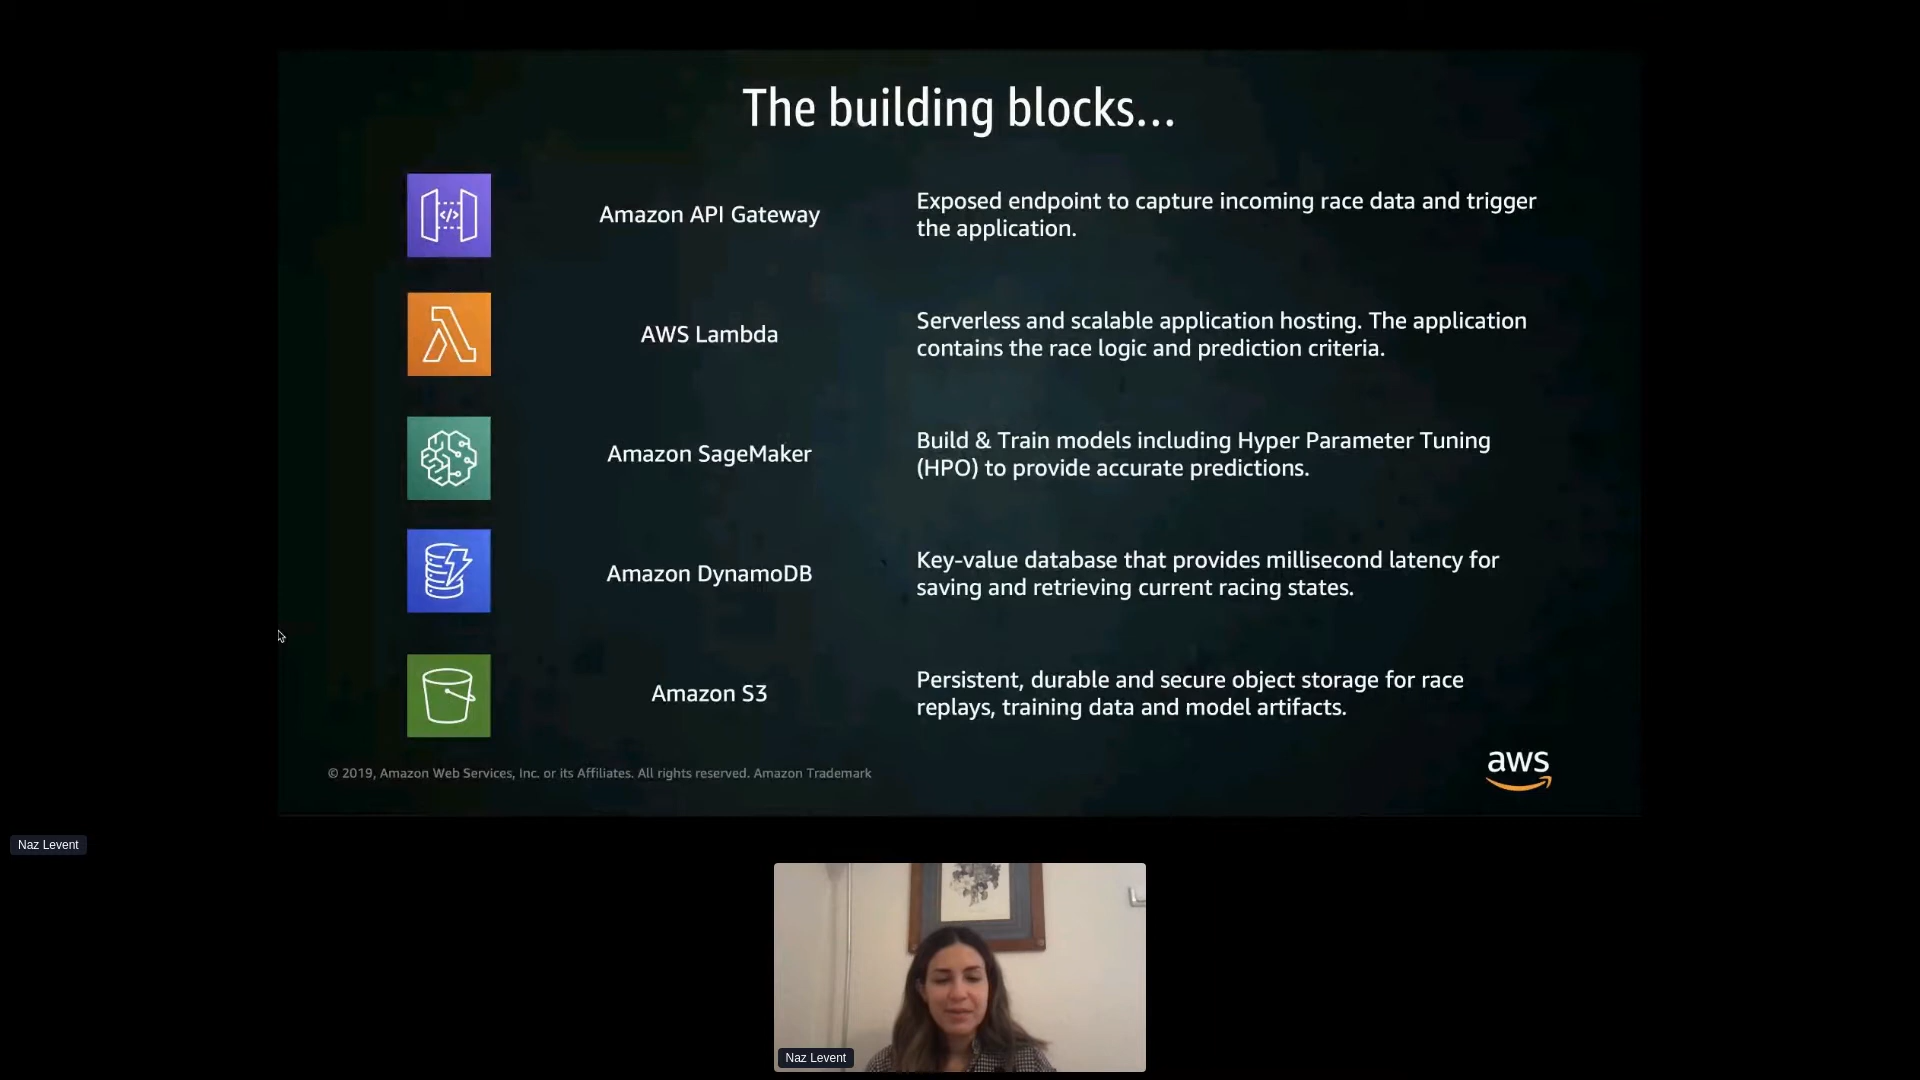 The building blocks...
Amazon API Gateway
Exposed endpoint to capture incoming race data and trigger
the application.
AWS Lambda
Serverless and scalable application hosting. The application
contains the race logic and prediction criteria.
Amazon SageMaker
Build & Train models including Hyper Parameter Tuning
(HPO) to provide accurate predictions.
Amazon DynamoDB
Key-value database that provides millisecond latency for
saving and retrieving current racing states.
Amazon S3
Persistent, durable and secure object storage for race
replays, training data and model artifacts.
© 2019, Amazon Web Services, Inc. or its Affiliates. All rights reserved. Amazon Trademark
aws
Naz Levent
Naz Levent